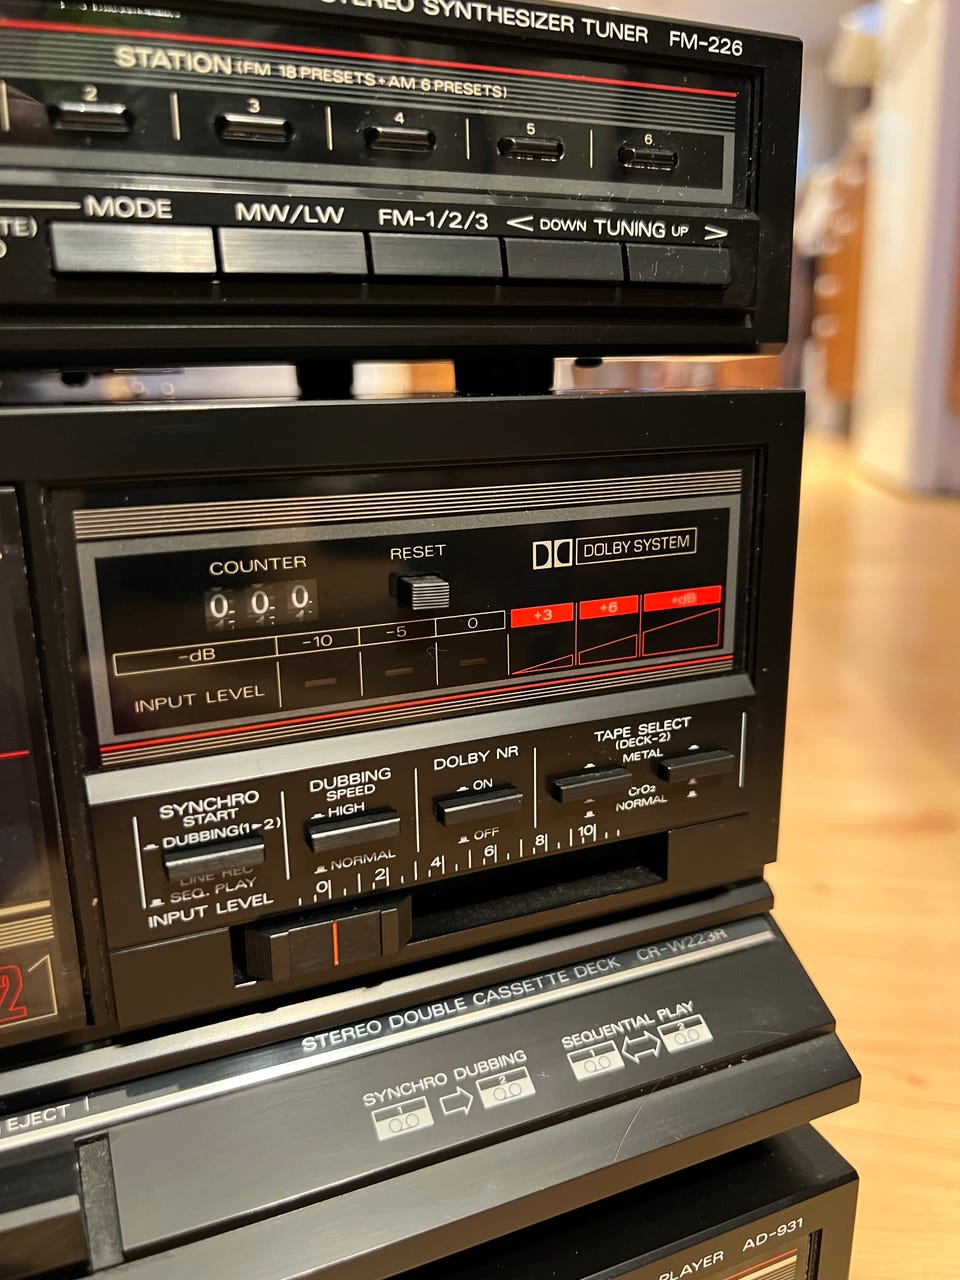 STEREO SYNTHESIZER TUNER FM-226
STATION (FM 18 PRESETS+AM 6 PRESETS)
2 3 4 5 6
MODE MW/LW FM-1/2/3 < DOWN TUNING UP >
COUNTER RESET DOLBY SYSTEM
0 0 0
-dB -10 -5 0 +3 +6 +dB
INPUT LEVEL
SYNCHRO START
DUBBING(1►2)
LINE REC
SEQ. PLAY
DUBBING SPEED
HIGH
NORMAL
DOLBY NR
ON
OFF
TAPE SELECT
(DECK-2)
METAL
CrO2
NORMAL
INPUT LEVEL 0 2 4 6 8 10
2
STEREO DOUBLE CASSETTE DECK CR-W223R
SYNCHRO DUBBING
1 2
SEQUENTIAL PLAY
1 2
EJECT
PLAYER AD-931